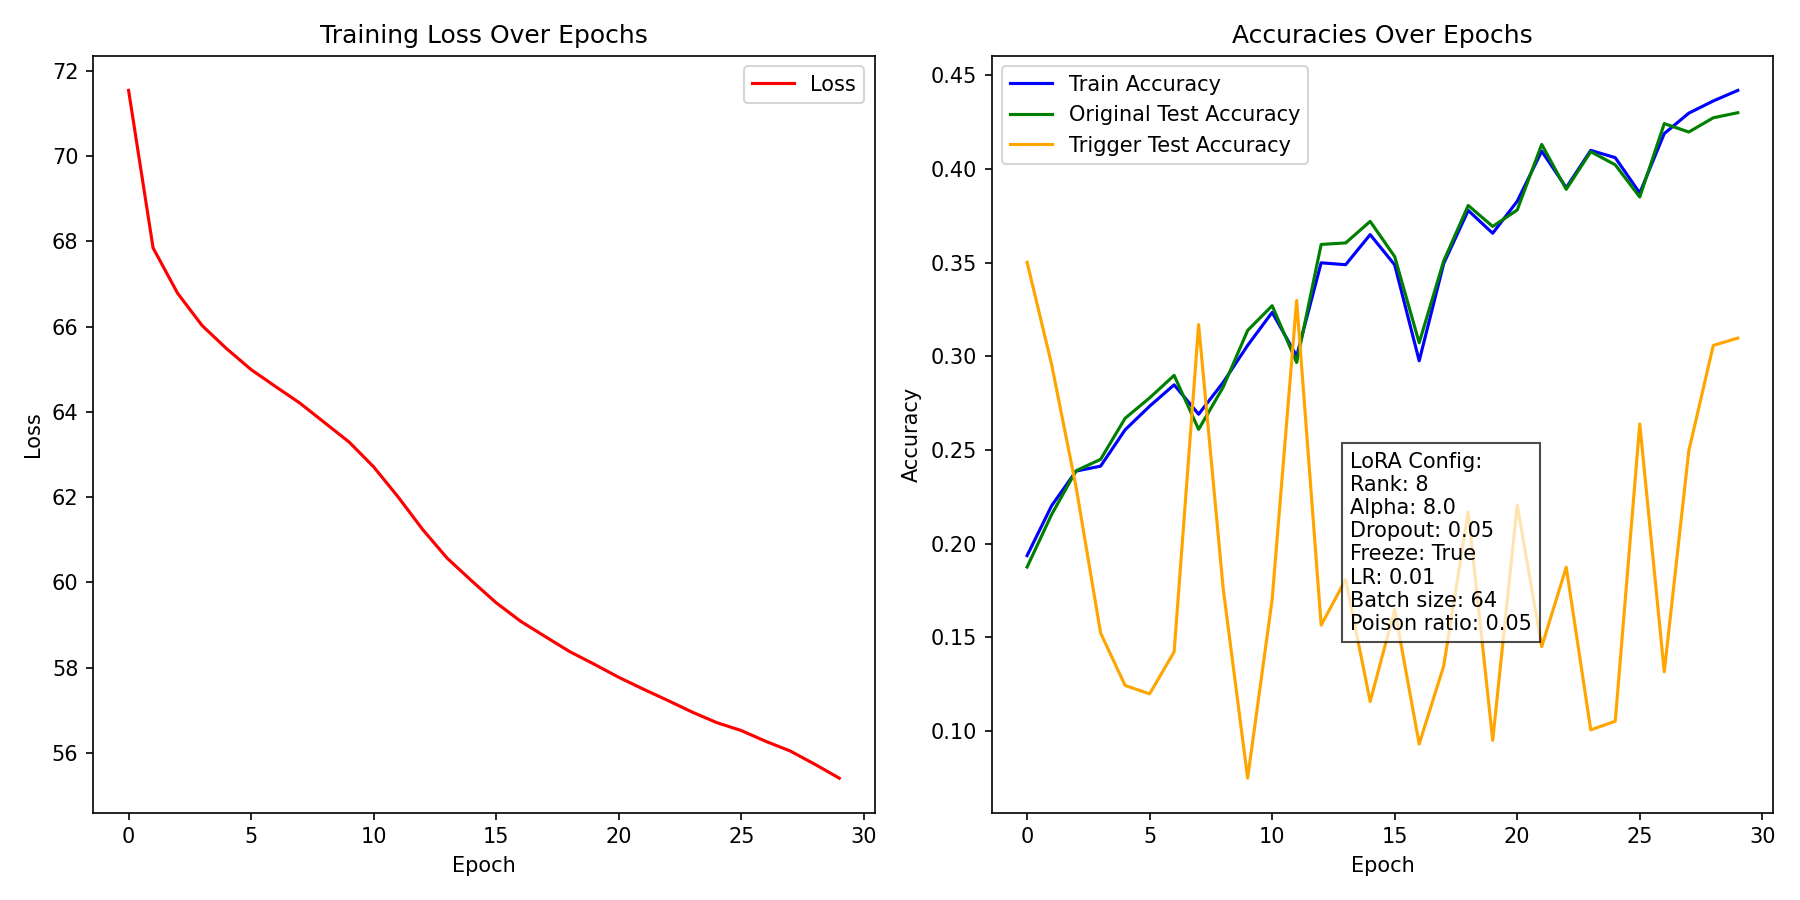 Training Loss Over Epochs
Loss
72
70
68
66
64
62
60
58
56
Loss
0 5 10 15 20 25 30
Epoch
Accuracies Over Epochs
Train Accuracy
Original Test Accuracy
Trigger Test Accuracy
0.45
0.40
0.35
0.30
0.25
0.20
0.15
0.10
Accuracy
LoRA Config:
Rank: 8
Alpha: 8.0
Dropout: 0.05
Freeze: True
LR: 0.01
Batch size: 64
Poison ratio: 0.05
0 5 10 15 20 25 30
Epoch